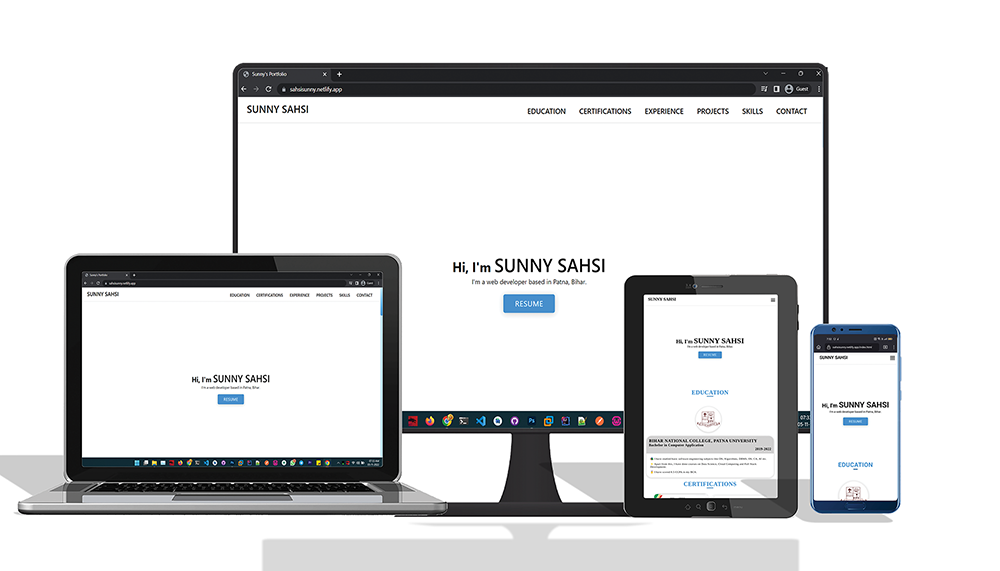 Sunny's Portfolio
sahsisunny.netlify.app
Guest
SUNNY SAHSI
EDUCATION CERTIFICATIONS EXPERIENCE PROJECTS SKILLS CONTACT
Hi, I'm SUNNY SAHSI
I'm a web developer based in Patna, Bihar.
RESUME
Sunny's Portfolio
sahsisunny.netlify.app
Guest
SUNNY SAHSI
EDUCATION CERTIFICATIONS EXPERIENCE PROJECTS SKILLS CONTACT
Hi, I'm SUNNY SAHSI
I'm a web developer based in Patna, Bihar.
RESUME
SUNNY SAHSI
Hi, I'm SUNNY SAHSI
I'm a web developer based in Patna, Bihar.
RESUME
EDUCATION
BIHAR NATIONAL COLLEGE, PATNA UNIVERSITY
Bachelor in Computer Application
2019-2022
CERTIFICATIONS
SUNNY SAHSI
Hi, I'm SUNNY SAHSI
I'm a web developer based in Patna, Bihar.
RESUME
EDUCATION